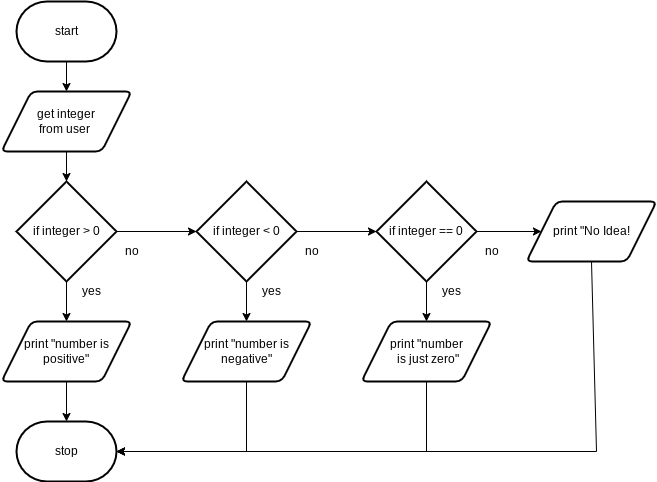 start
get integer
from user
if integer > 0
no
if integer < 0
no
if integer == 0
no
print "No Idea!
yes
yes
yes
print "number is
positive"
print "number is
negative"
print "number
is just zero"
stop